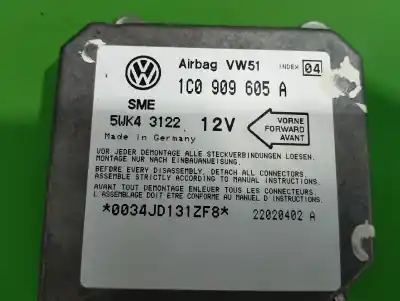 Airbag VW51 INDEX 04
1C0 909 605 A
SME
5WK4 3122 12V
Made in Germany
VORNE
FORWARD
AVANT
VOR JEDER DEMONTAGE ALLE STECKVERBINDUNGEN LOESEN.
MONTAGE NUR NACH EINBAUANWEISUNG.
BEFORE EVERY DISASSEMBLY, DETACH ALL CONNECTORS.
ASSEMBLE STRICTLY ACCORDING TO MANUAL INSTRUCTIONS.
AVANT TOUT DEMONTAGE ENLEVER TOUS LES CONNECTEURS.
L'ASSEMBLAGE DOIT ETRE CONFORME AU MANUEL D'INSTRUCTIONS
*0034JD131ZF8* 22020402 A